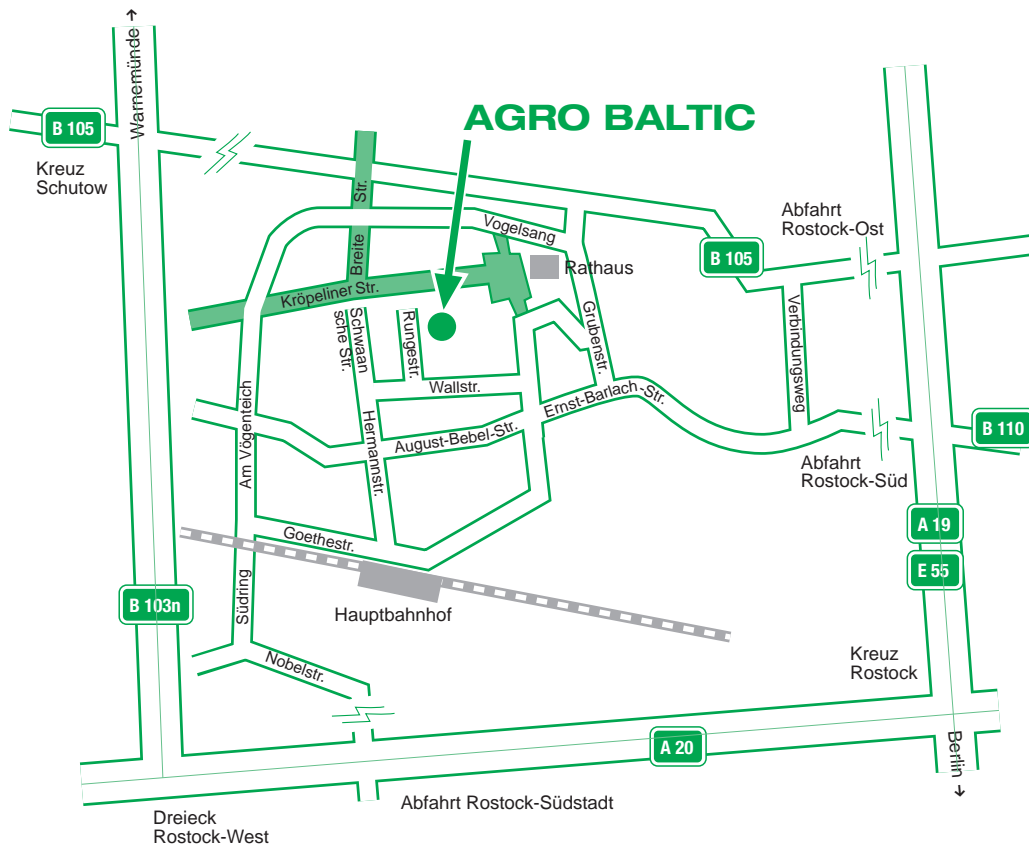 Warnemünde
B 105
Kreuz
Schutow
AGRO BALTIC
Abfahrt
Rostock-Ost
B 105
Breite Str.
Vogelsang
Rathaus
Kröpeliner Str.
Schwaan
sche Str.
Rungestr.
Grubenstr.
Verbindungsweg
Wallstr.
Ernst-Barlach-Str.
August-Bebel-Str.
Hermannstr.
Am Vögenteich
B 110
Abfahrt
Rostock-Süd
A 19
E 55
Goethestr.
Südring
Hauptbahnhof
B 103n
Nobelstr.
Kreuz
Rostock
A 20
Berlin
Abfahrt Rostock-Südstadt
Dreieck
Rostock-West